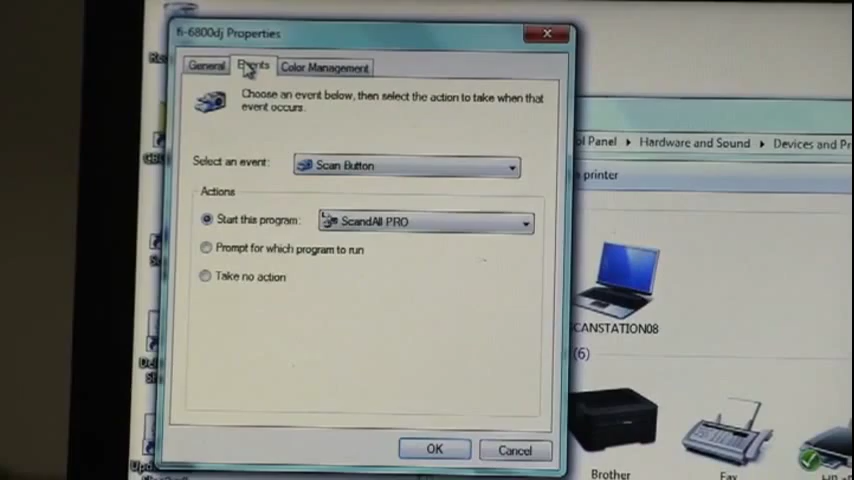 fi-6800dj Properties
General
Events
Color Management
Choose an event below, then select the action to take when that
event occurs.
Select an event:
Scan Button
Actions
Start this program:
ScandAll PRO
Prompt for which program to run
Take no action
OK
Cancel
ol Panel ▸ Hardware and Sound ▸ Devices and Pr
printer
CANSTATION08
(6)
Brother
Fax